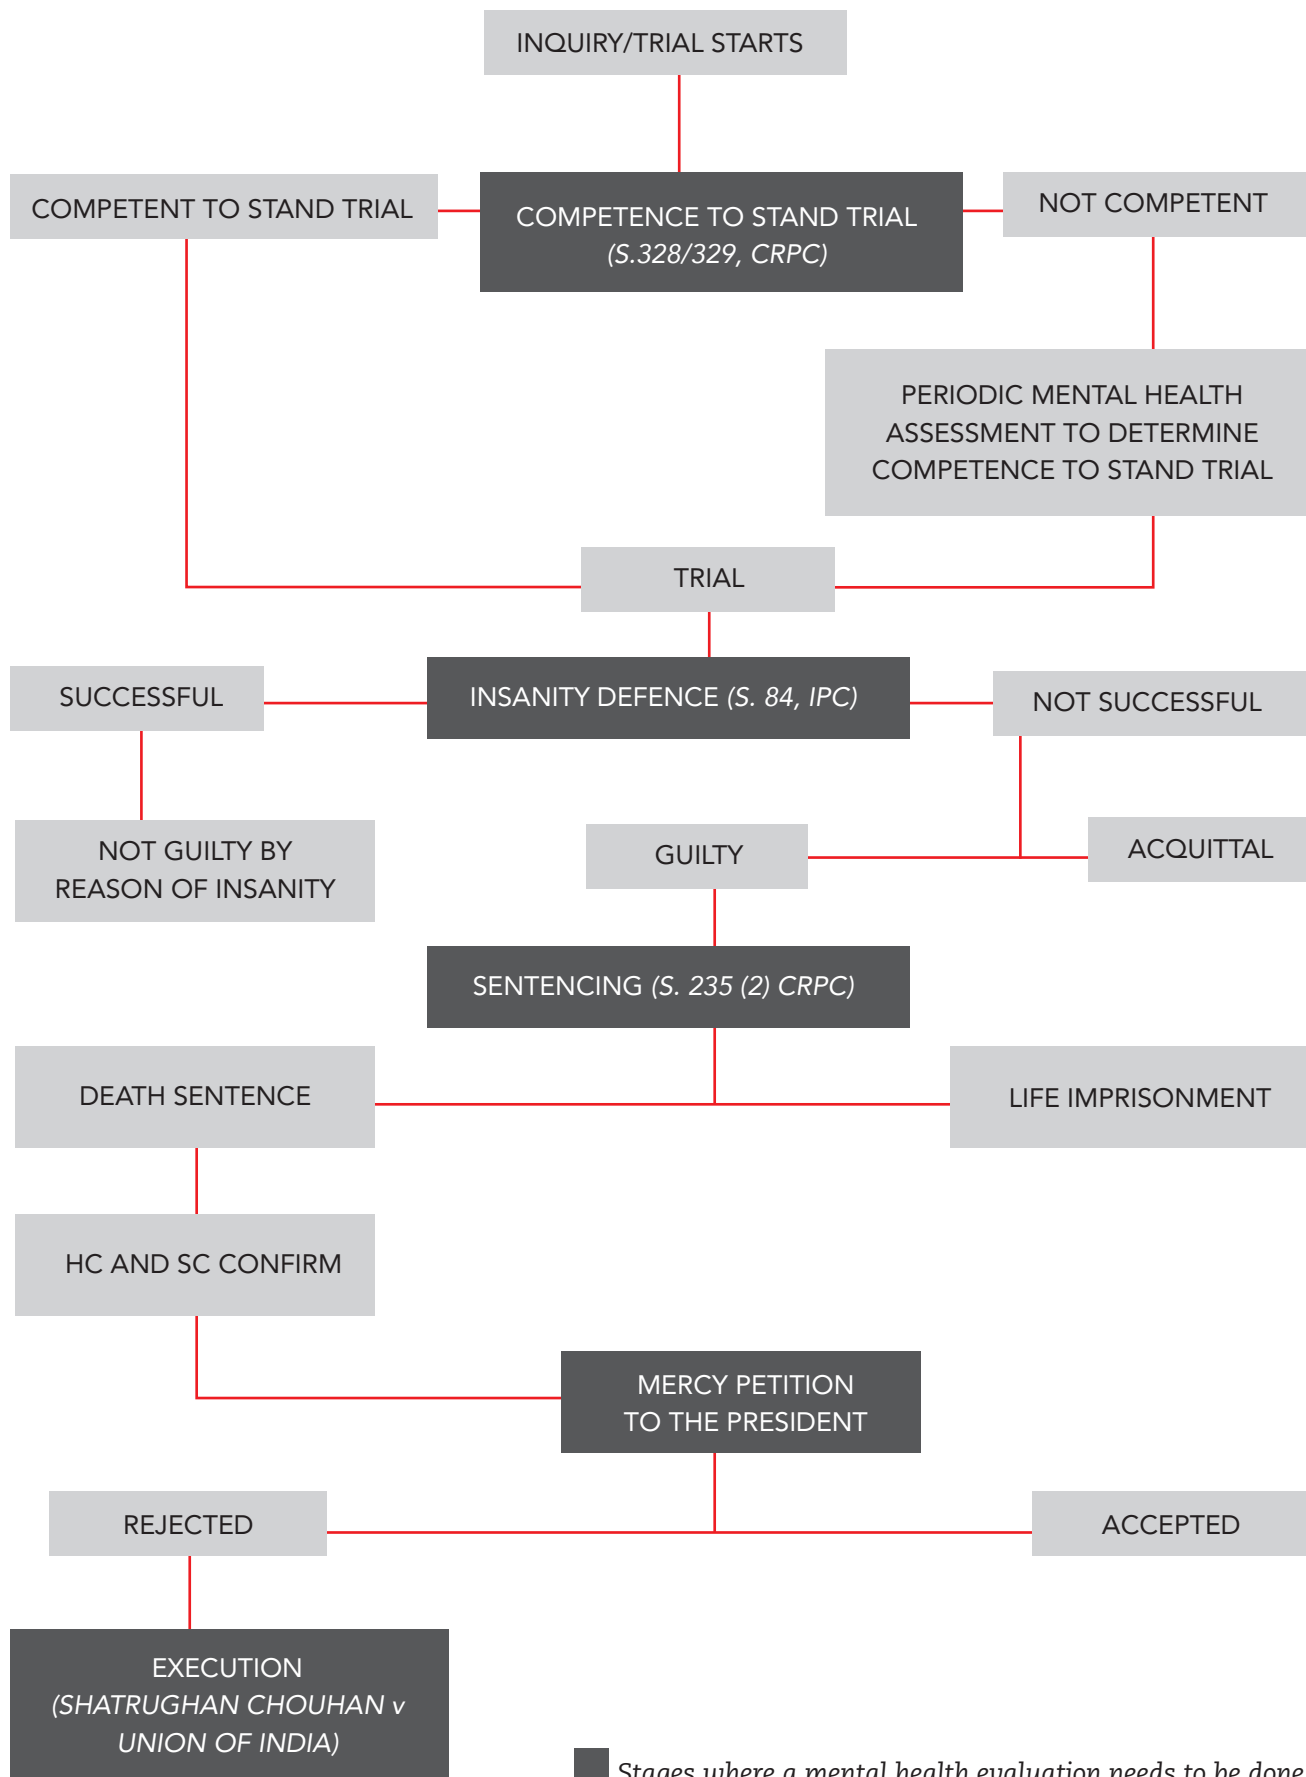 INQUIRY/TRIAL STARTS
COMPETENT TO STAND TRIAL
COMPETENCE TO STAND TRIAL
(S.328/329, CRPC)
NOT COMPETENT
PERIODIC MENTAL HEALTH
ASSESSMENT TO DETERMINE
COMPETENCE TO STAND TRIAL
TRIAL
SUCCESSFUL
INSANITY DEFENCE (S. 84, IPC)
NOT SUCCESSFUL
NOT GUILTY BY
REASON OF INSANITY
GUILTY
ACQUITTAL
SENTENCING (S. 235 (2) CRPC)
DEATH SENTENCE
LIFE IMPRISONMENT
HC AND SC CONFIRM
MERCY PETITION
TO THE PRESIDENT
REJECTED
ACCEPTED
EXECUTION
(SHATRUGHAN CHOUHAN v
UNION OF INDIA)
Stages where a mental health evaluation needs to be done